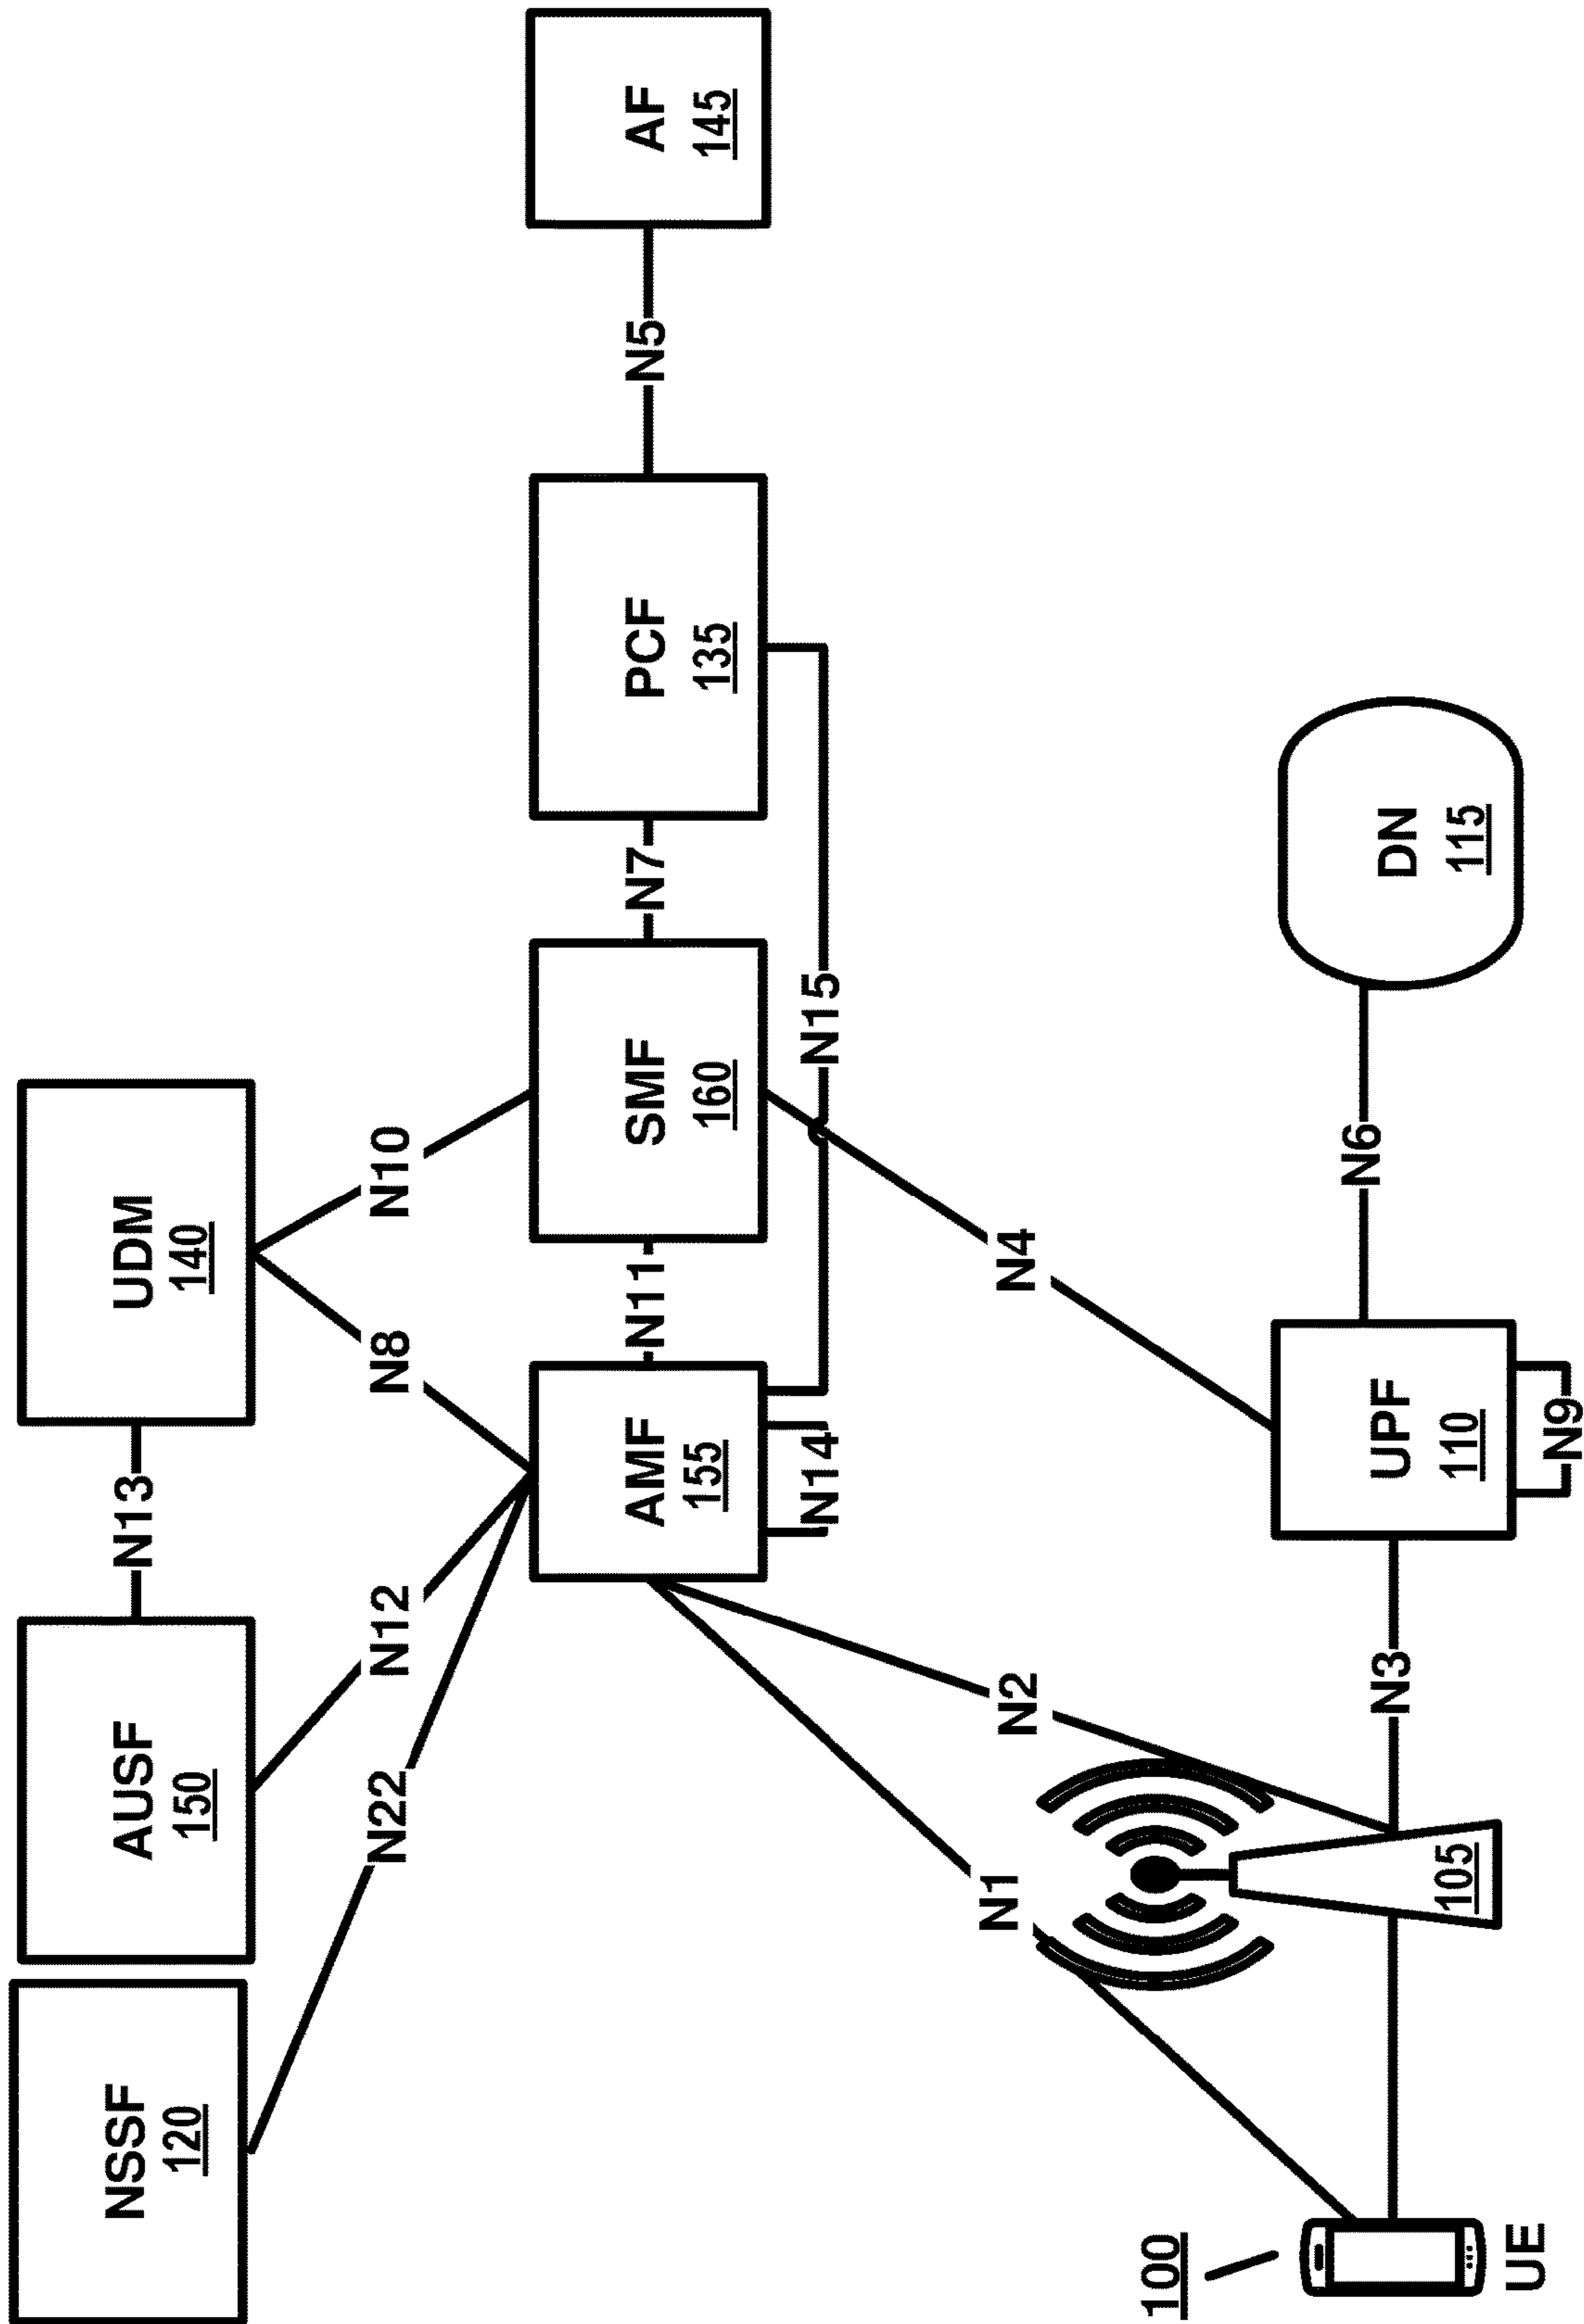 NSSF
120
AUSF
150
N13
UDM
140
N22
N12
N8
N10
AMF
155
N11
SMF
160
N7
PCF
135
N5
AF
145
N14
N15
N1
N2
N4
100
UE
105
N3
UPF
110
N6
DN
115
N9